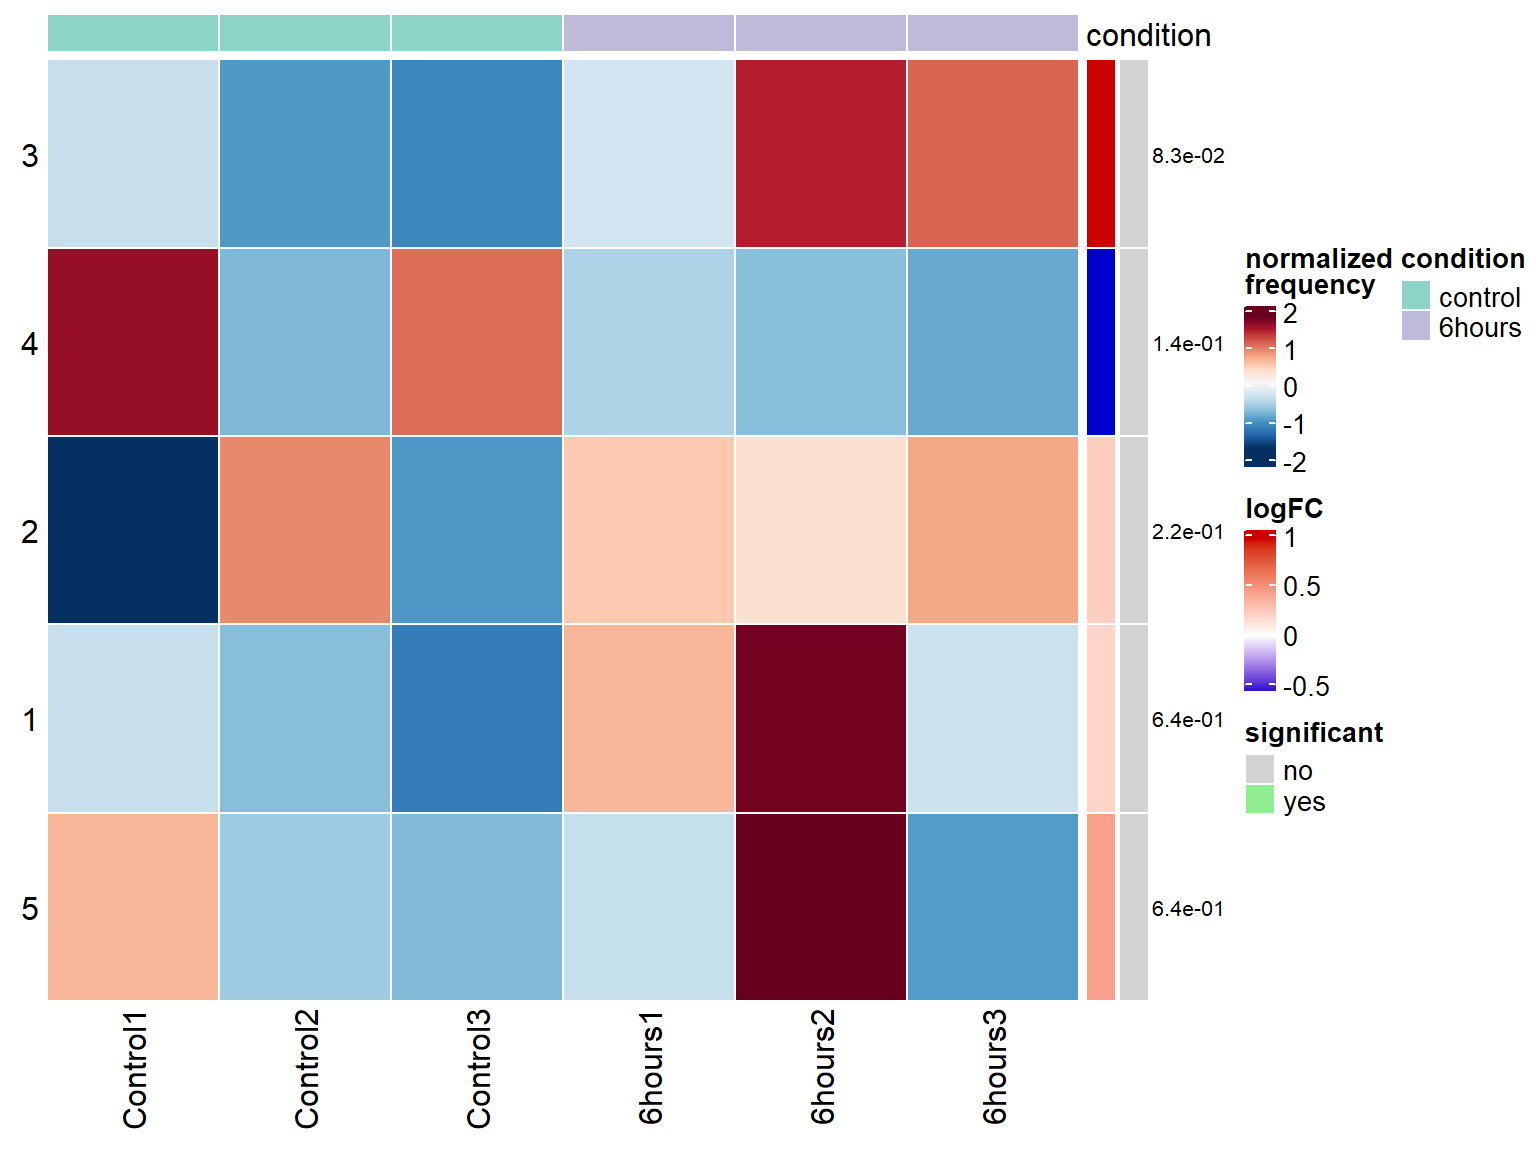 condition
3
8.3e-02
4
1.4e-01
2
2.2e-01
1
6.4e-01
5
6.4e-01
Control1
Control2
Control3
6hours1
6hours2
6hours3
normalized
frequency
2
1
0
-1
-2
condition
control
6hours
logFC
1
0.5
0
-0.5
significant
no
yes